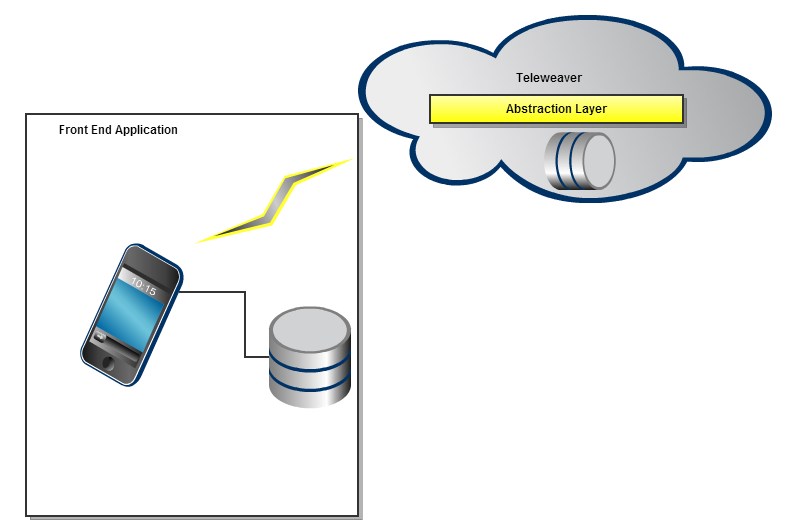 Teleweaver
Abstraction Layer
Front End Application
10:15